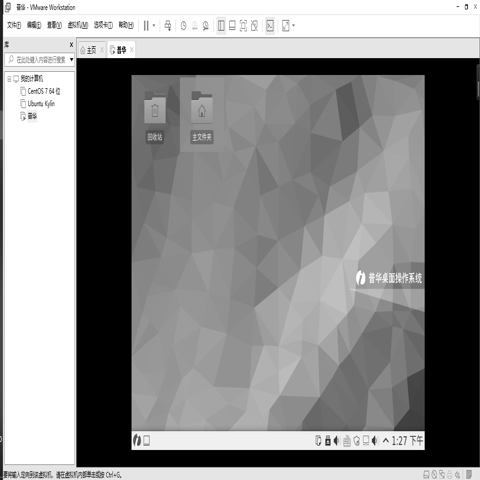 普华 - VMware Workstation
文件(F) 编辑(E) 查看(V) 虚拟机(M) 选项卡(T) 帮助(H)
库
在此处键入内容进行搜索
主页
普华
我的计算机
CentOS 7 64 位
Ubuntu Kylin
普华
回收站
主文件夹
普华桌面操作系统
1:27 下午
要将输入定向到该虚拟机，请在虚拟机内部单击或按 Ctrl+G。